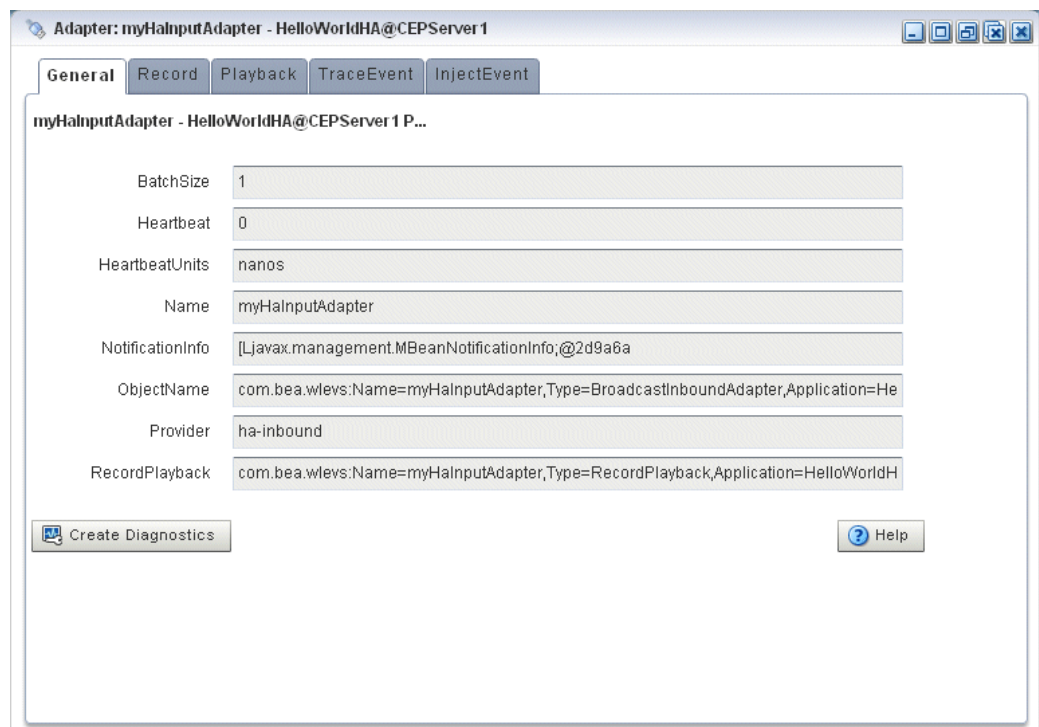 Adapter: myHaInputAdapter - HelloWorldHA@CEPServer1
General Record Playback TraceEvent InjectEvent
myHaInputAdapter - HelloWorldHA@CEPServer1 P...
BatchSize 1
Heartbeat 0
HeartbeatUnits nanos
Name myHaInputAdapter
NotificationInfo [Ljavax.management.MBeanNotificationInfo;@2d9a6a
ObjectName com.bea.wlevs:Name=myHaInputAdapter,Type=BroadcastInboundAdapter,Application=He
Provider ha-inbound
RecordPlayback com.bea.wlevs:Name=myHaInputAdapter,Type=RecordPlayback,Application=HelloWorldH
Create Diagnostics ? Help